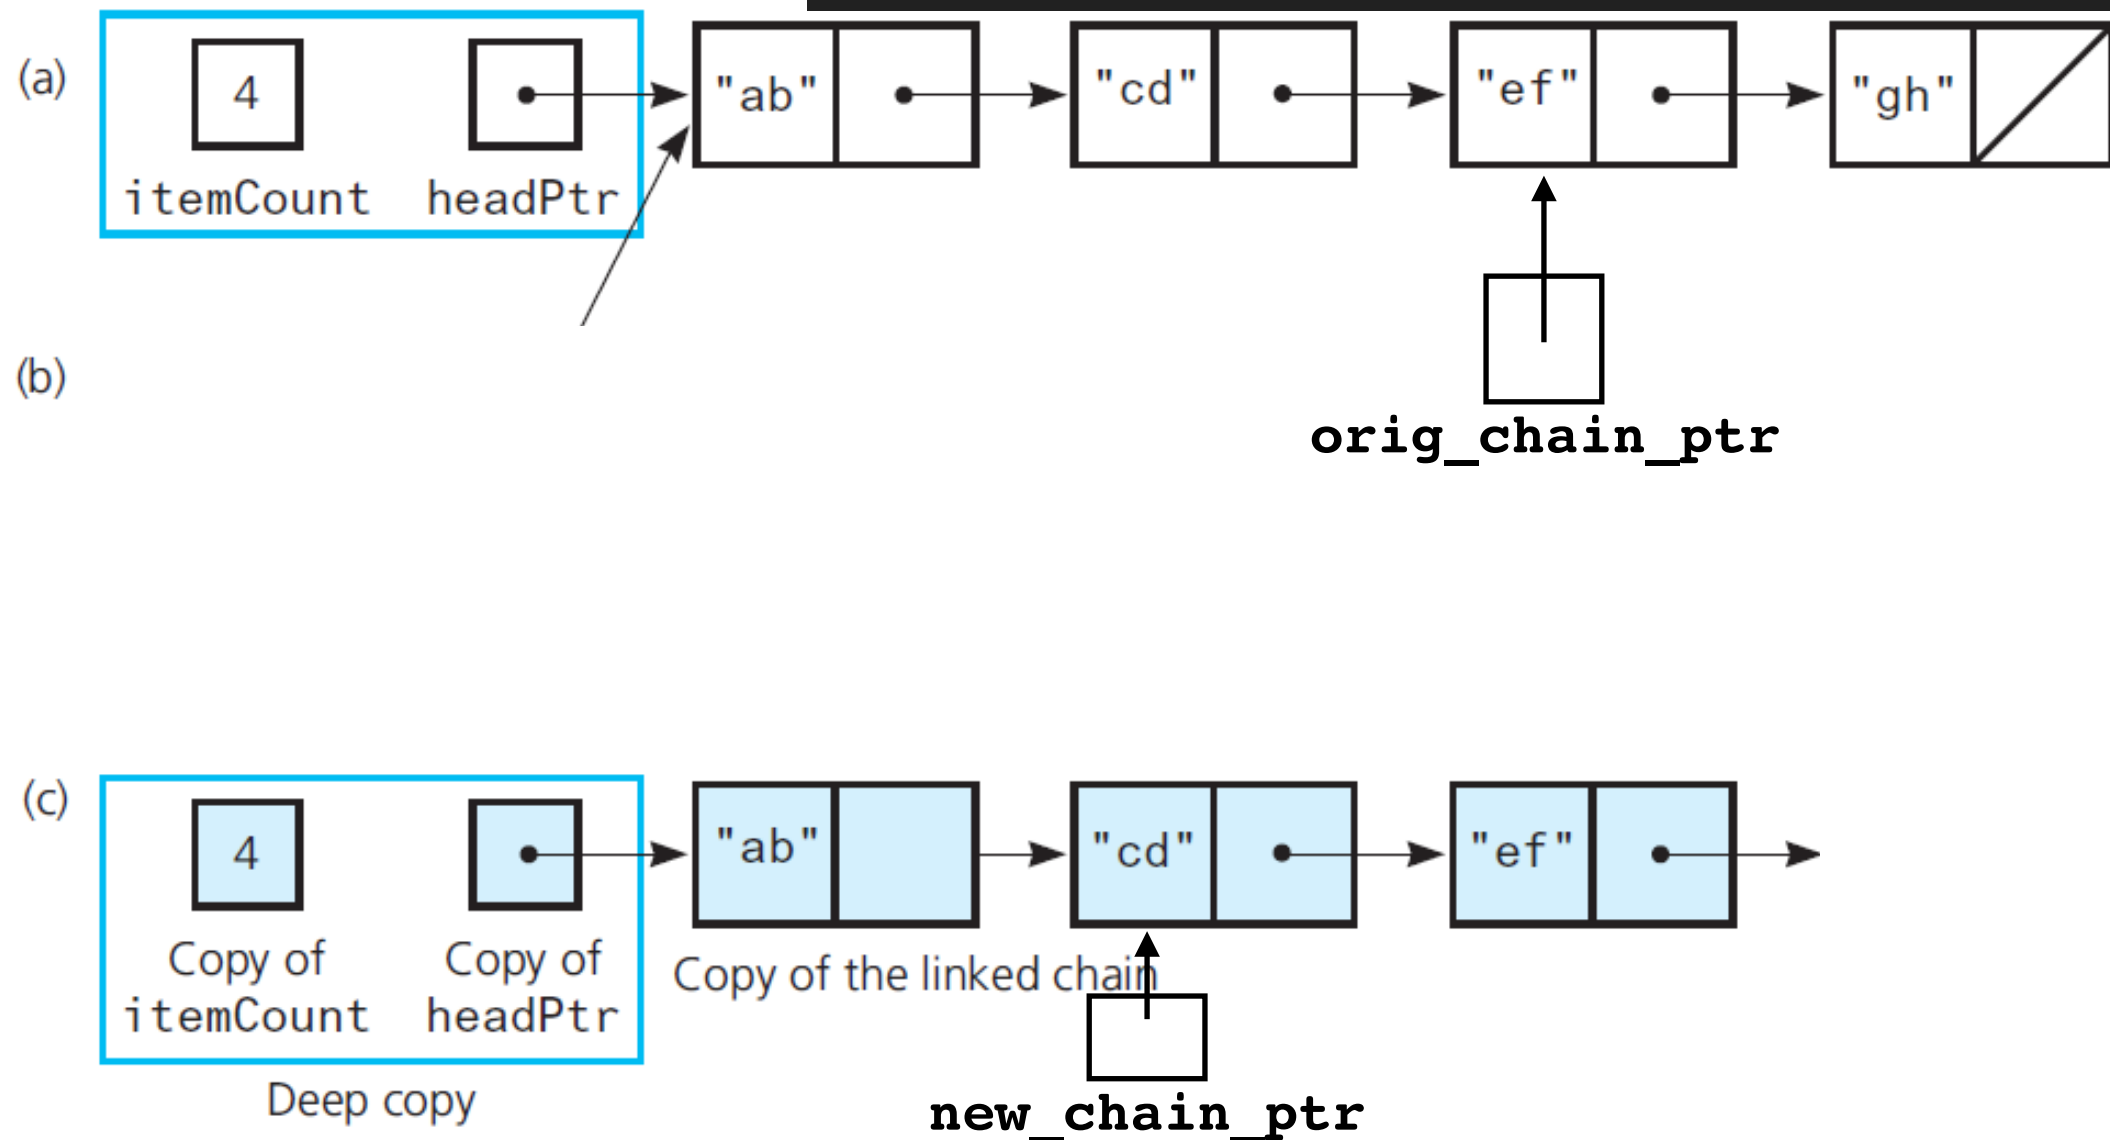 (a)
4
"ab"
"cd"
"ef"
"gh"
itemCount headPtr
(b)
orig_chain_ptr
(c)
4
"ab"
"cd"
"ef"
Copy of
itemCount
Copy of
headPtr
Copy of the linked chain
Deep copy
new_chain_ptr